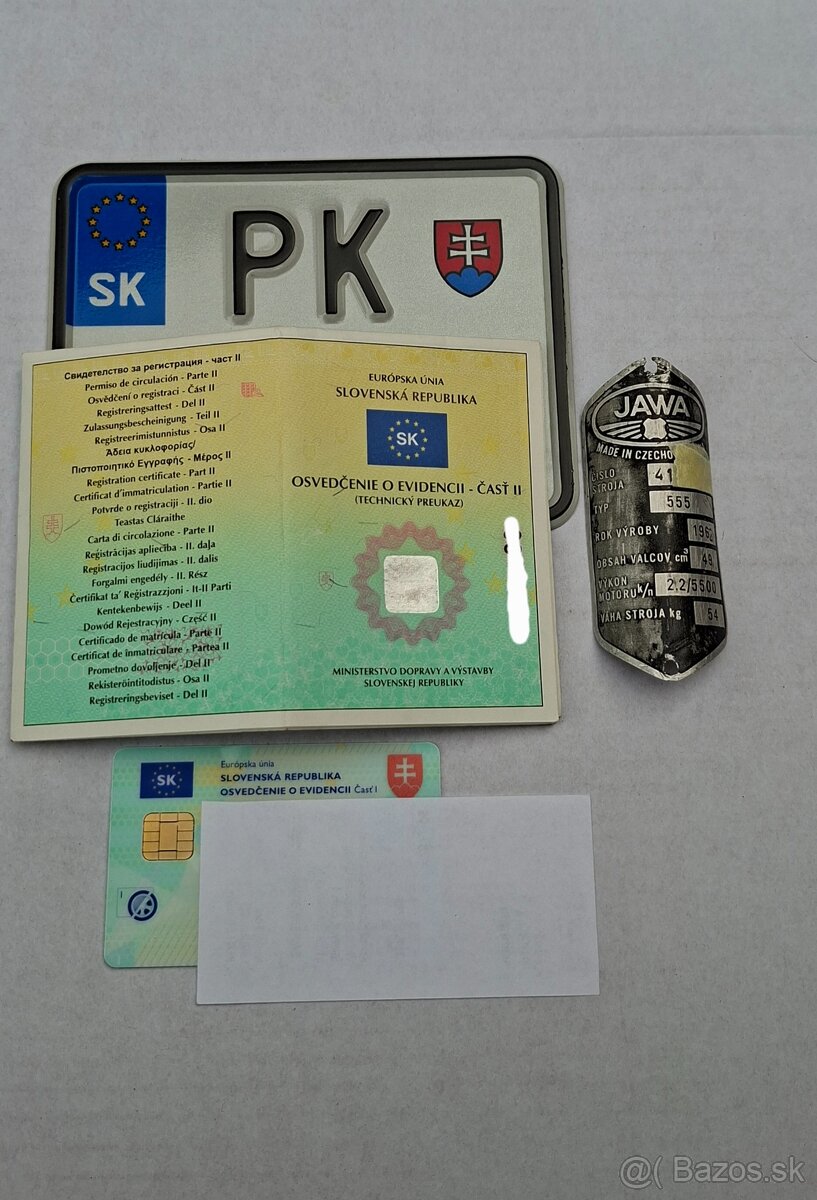 SK
PK
Свидетелство за регистрация - част II
Permiso de circulación - Parte II
Osvědčení o registraci - Část II
Registreringsattest - Del II
Zulassungsbescheinigung - Teil II
Registreerimistunnistus - Osa II
Άδεια κυκλοφορίας/
Πιστοποιητικό Εγγραφής - Μέρος II
Registration certificate - Part II
Certificat d'immatriculation - Partie II
Potvrde o registraciji - II. dio
Teastas Cláraithe
Carta di circolazione - Parte II
Reģistrācijas apliecība - II. daļa
Registracijos liudijimas - II. dalis
Forgalmi engedély - II. Rész
Ċertifikat ta' Reġistrazzjoni - It-II Parti
Kentekenbewijs - Deel II
Dowód Rejestracyjny - Część II
Certificado de matrícula - Parte II
Certificat de înmatriculare - Partea II
Prometno dovoljenje - Del II
Rekisteröintitodistus - Osa II
Registreringsbeviset - Del II
EURÓPSKA ÚNIA
SLOVENSKÁ REPUBLIKA
SK
OSVEDČENIE O EVIDENCII - ČASŤ II
(TECHNICKÝ PREUKAZ)
MINISTERSTVO DOPRAVY A VÝSTAVBY
SLOVENSKEJ REPUBLIKY
JAWA
MADE IN CZECHO
ČÍSLO STROJA 41
TYP 555
ROK VÝROBY 196
OBSAH VALCOV cm³ 49
VÝKON MOTORU k/n 2,2/5500
VÁHA STROJA kg 54
SK
Európska únia
SLOVENSKÁ REPUBLIKA
OSVEDČENIE O EVIDENCII Časť I
I
@( Bazos.sk